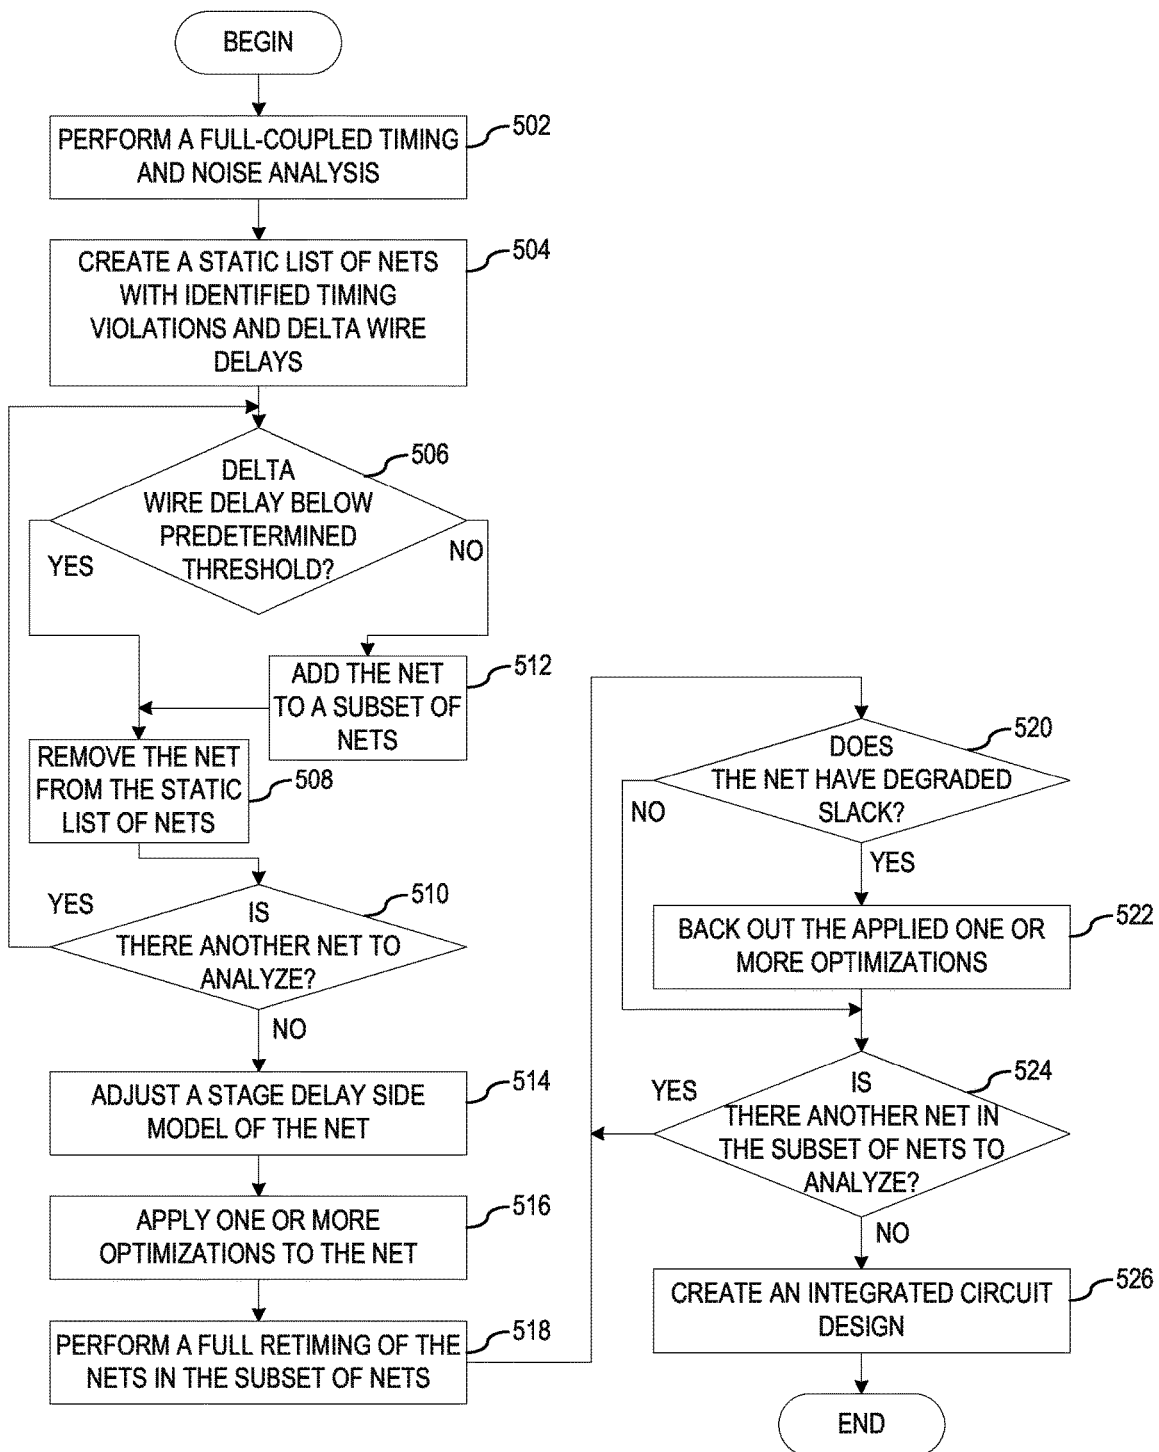 BEGIN
PERFORM A FULL-COUPLED TIMING
AND NOISE ANALYSIS
502
CREATE A STATIC LIST OF NETS
WITH IDENTIFIED TIMING
VIOLATIONS AND DELTA WIRE
DELAYS
504
DELTA
WIRE DELAY BELOW
PREDETERMINED
THRESHOLD?
506
YES
NO
ADD THE NET
TO A SUBSET OF
NETS
512
REMOVE THE NET
FROM THE STATIC
LIST OF NETS
508
IS
THERE ANOTHER NET TO
ANALYZE?
510
YES
NO
ADJUST A STAGE DELAY SIDE
MODEL OF THE NET
514
APPLY ONE OR MORE
OPTIMIZATIONS TO THE NET
516
PERFORM A FULL RETIMING OF THE
NETS IN THE SUBSET OF NETS
518
DOES
THE NET HAVE DEGRADED
SLACK?
520
NO
YES
BACK OUT THE APPLIED ONE OR
MORE OPTIMIZATIONS
522
IS
THERE ANOTHER NET IN
THE SUBSET OF NETS TO
ANALYZE?
524
YES
NO
CREATE AN INTEGRATED CIRCUIT
DESIGN
526
END